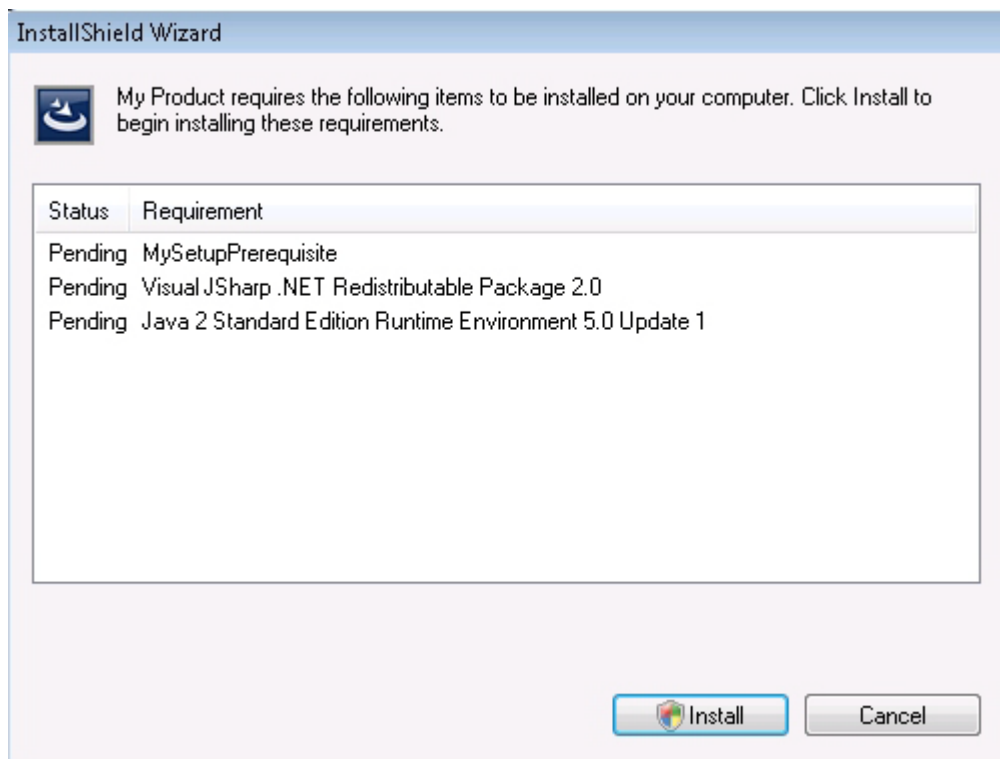 InstallShield Wizard
My Product requires the following items to be installed on your computer. Click Install to
begin installing these requirements.
Status Requirement
Pending MySetupPrerequisite
Pending Visual JSharp .NET Redistributable Package 2.0
Pending Java 2 Standard Edition Runtime Environment 5.0 Update 1
Install Cancel